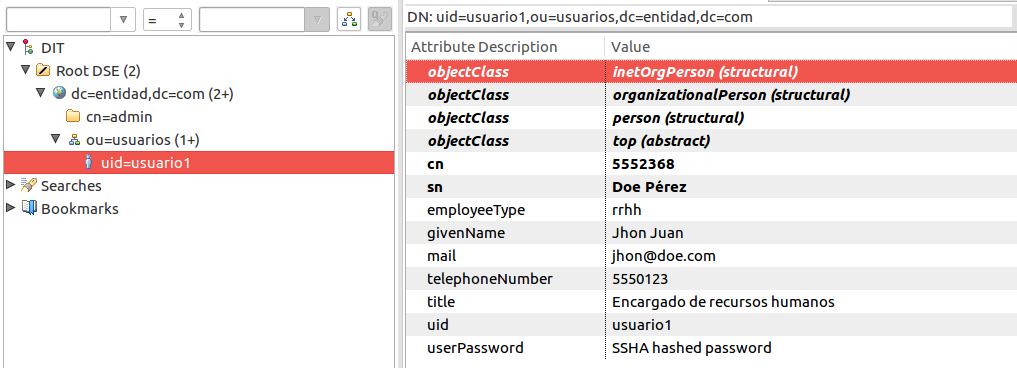 =
DIT
Root DSE (2)
dc=entidad,dc=com (2+)
cn=admin
ou=usuarios (1+)
uid=usuario1
Searches
Bookmarks
DN: uid=usuario1,ou=usuarios,dc=entidad,dc=com
Attribute Description Value
objectClass inetOrgPerson (structural)
objectClass organizationalPerson (structural)
objectClass person (structural)
objectClass top (abstract)
cn 5552368
sn Doe Pérez
employeeType rrhh
givenName Jhon Juan
mail jhon@doe.com
telephoneNumber 5550123
title Encargado de recursos humanos
uid usuario1
userPassword SSHA hashed password